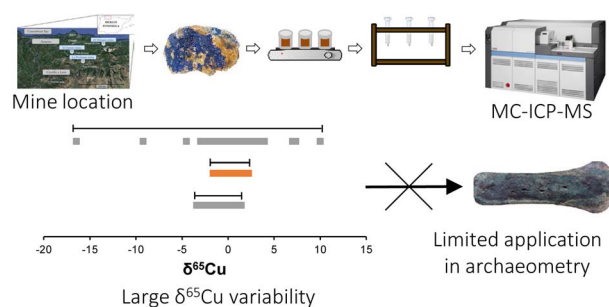 Mine location
MC-ICP-MS
-20 -15 -10 -5 0 5 10 15
δ65Cu
Large δ65Cu variability
Limited application
in archaeometry